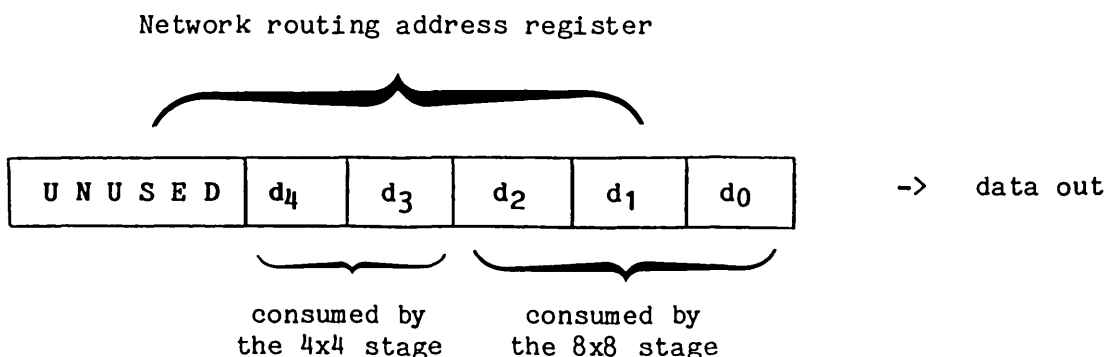 Network routing address register
U N U S E D d4 d3 d2 d1 d0 -> data out
consumed by consumed by
the 4x4 stage the 8x8 stage